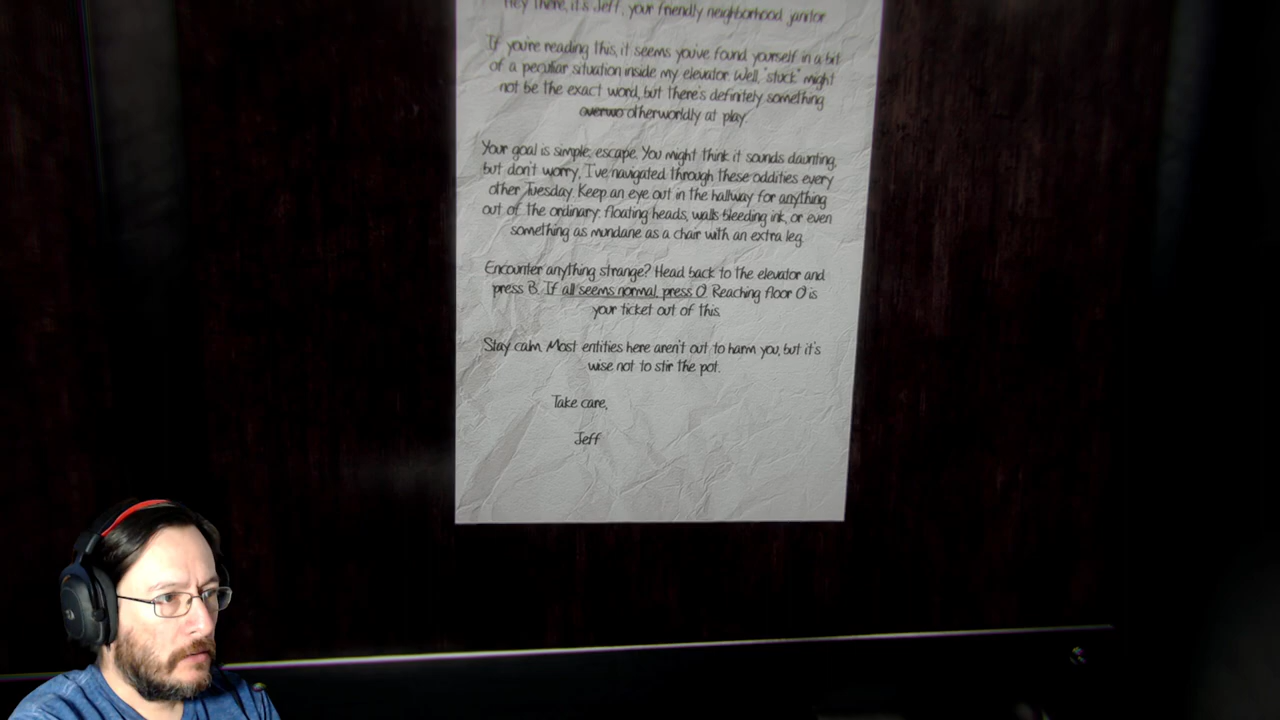 Hey there, it's Jeff, your friendly neighborhood janitor
If you're reading this, it seems you've found yourself in a bit
of a peculiar situation inside my elevator. Well, "stuck" might
not be the exact word, but there's definitely something
overwo otherworldly at play.
Your goal is simple, escape. You might think it sounds daunting,
but don't worry, I've navigated through these oddities every
other Tuesday. Keep an eye out in the hallway for anything
out of the ordinary: floating heads, walls bleeding ink, or even
something as mundane as a chair with an extra leg.
Encounter anything strange? Head back to the elevator and
press B. If all seems normal, press O. Reaching floor O is
your ticket out of this.
Stay calm. Most entities here aren't out to harm you, but it's
wise not to stir the pot.
Take care,
Jeff